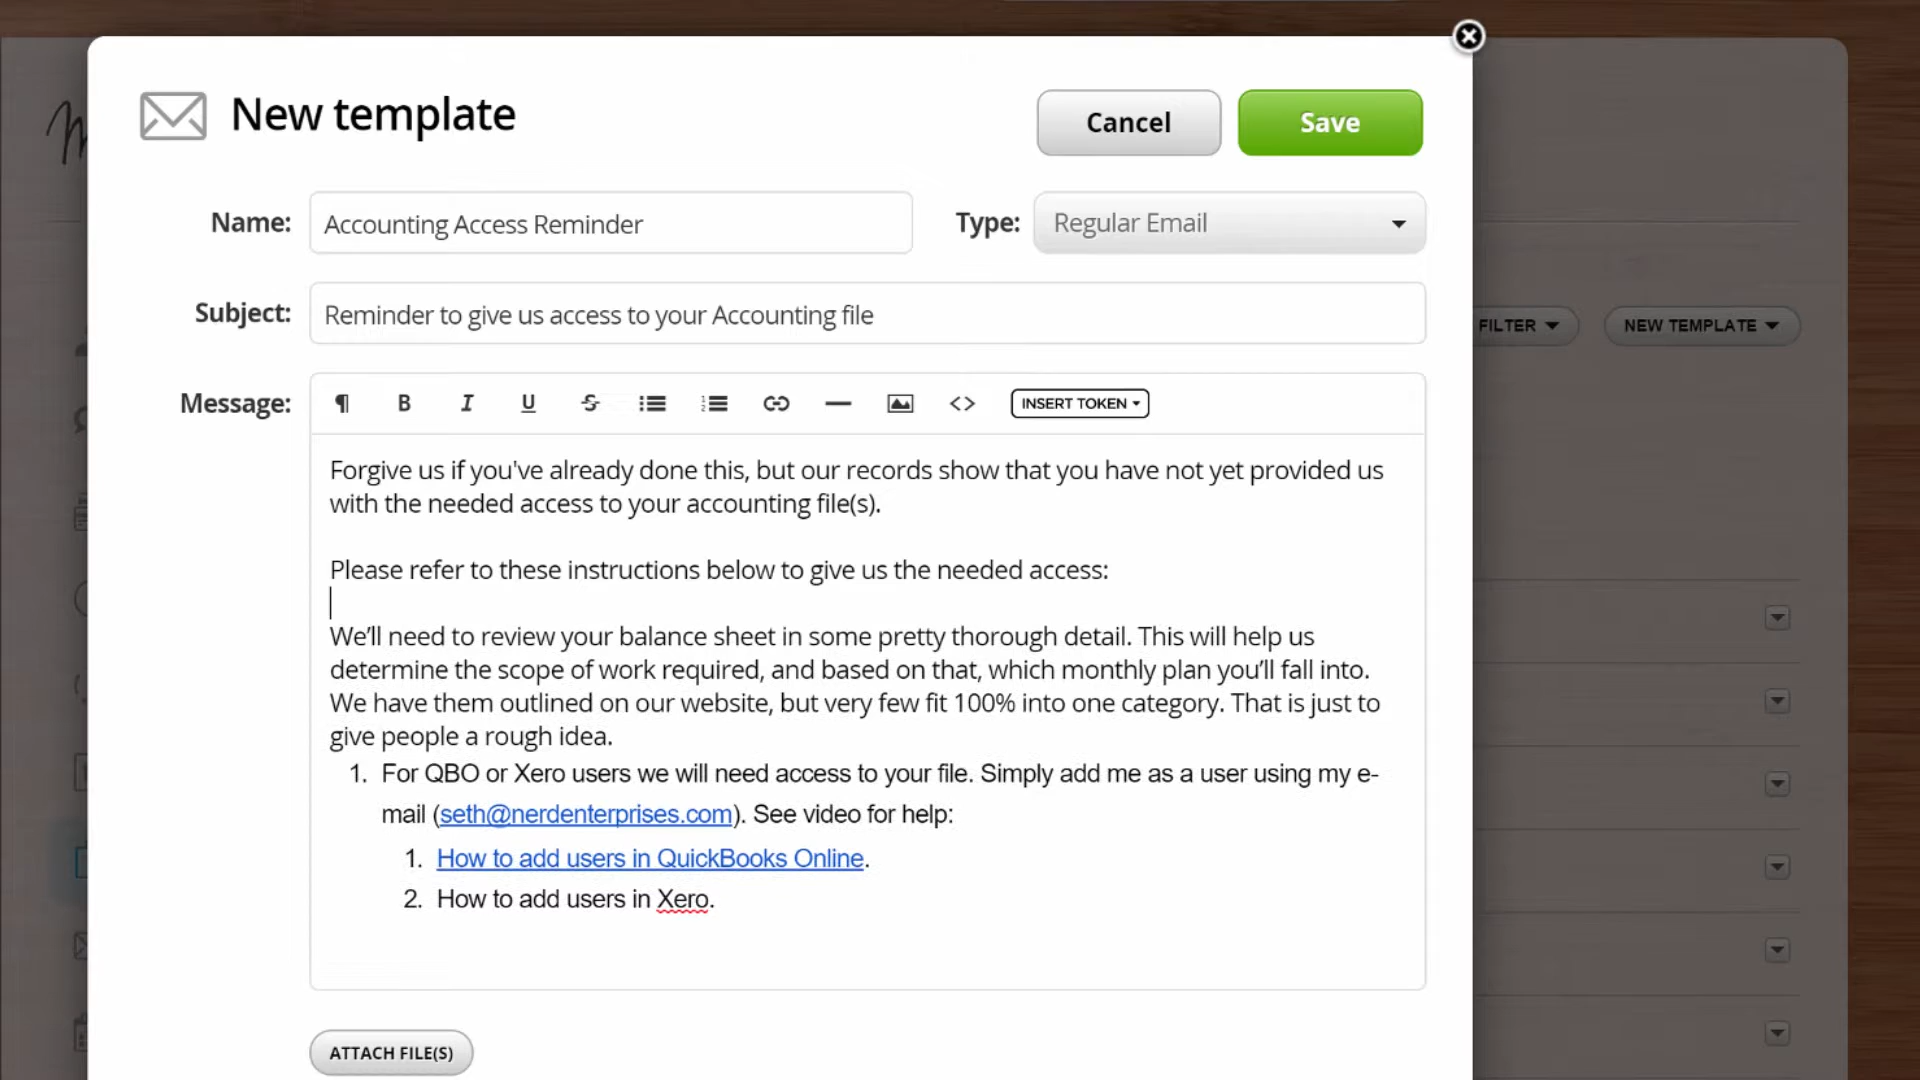 New template
Cancel
Save
Name:
Accounting Access Reminder
Type:
Regular Email
Subject:
Reminder to give us access to your Accounting file
FILTER
NEW TEMPLATE
Message:
INSERT TOKEN
Forgive us if you've already done this, but our records show that you have not yet provided us
with the needed access to your accounting file(s).
Please refer to these instructions below to give us the needed access:
We’ll need to review your balance sheet in some pretty thorough detail. This will help us
determine the scope of work required, and based on that, which monthly plan you’ll fall into.
We have them outlined on our website, but very few fit 100% into one category. That is just to
give people a rough idea.
1. For QBO or Xero users we will need access to your file. Simply add me as a user using my e-
mail (seth@nerdenterprises.com). See video for help:
1. How to add users in QuickBooks Online.
2. How to add users in Xero.
ATTACH FILE(S)